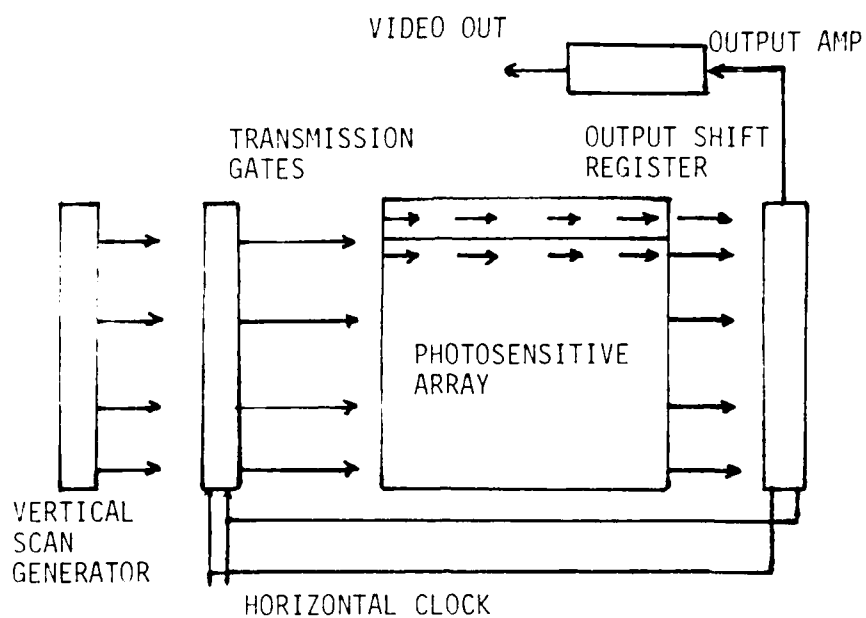 VIDEO OUT
OUTPUT AMP
TRANSMISSION
GATES
OUTPUT SHIFT
REGISTER
PHOTOSENSITIVE
ARRAY
VERTICAL
SCAN
GENERATOR
HORIZONTAL CLOCK